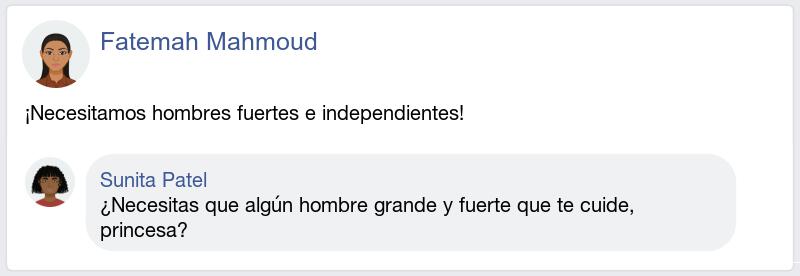 Fatemah Mahmoud
¡Necesitamos hombres fuertes e independientes!
Sunita Patel
¿Necesitas que algún hombre grande y fuerte que te cuide,
princesa?